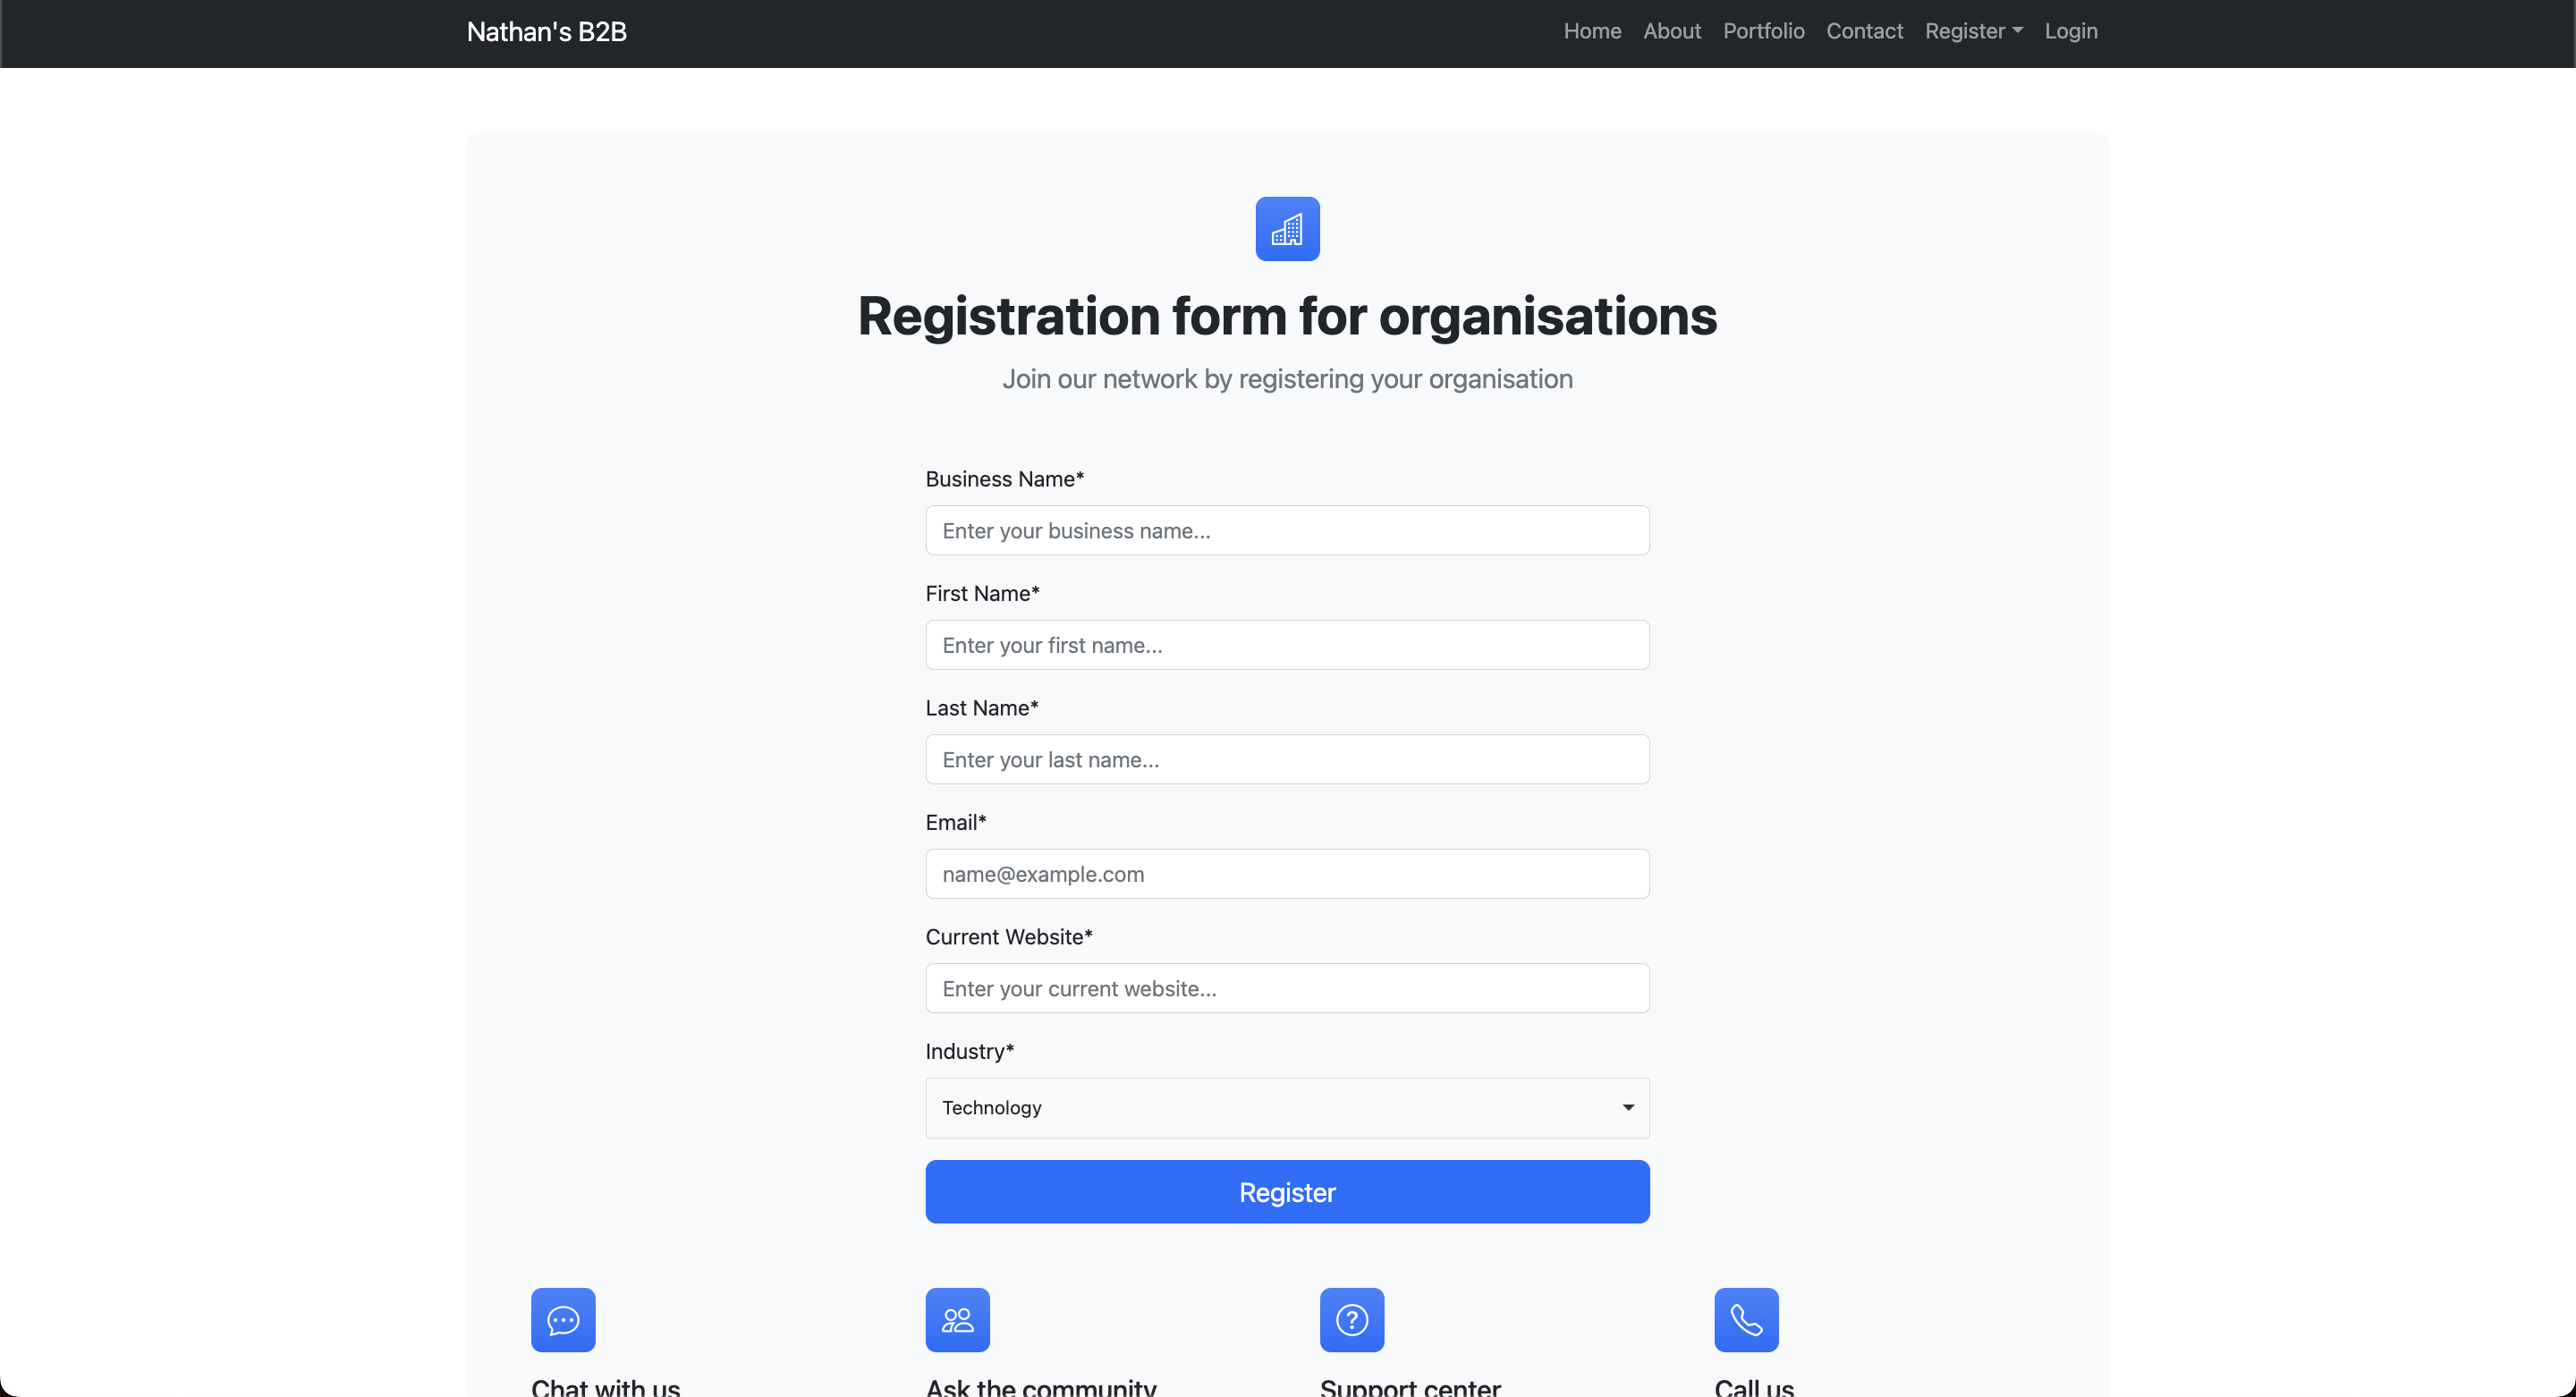 Nathan's B2B
Home About Portfolio Contact Register Login
Registration form for organisations
Join our network by registering your organisation
Business Name*
Enter your business name...
First Name*
Enter your first name...
Last Name*
Enter your last name...
Email*
name@example.com
Current Website*
Enter your current website...
Industry*
Technology
Register
Chat with us
Ask the community
Support center
Call us